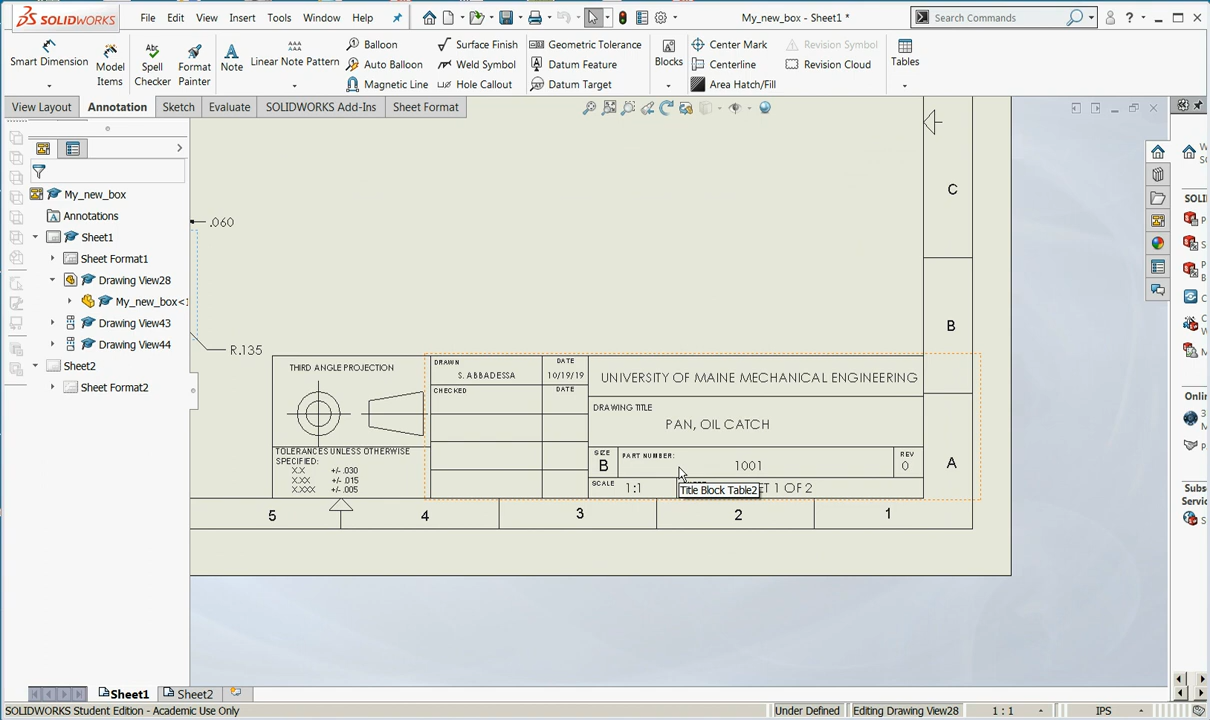 SOLIDWORKS
File Edit View Insert Tools Window Help
My_new_box - Sheet1 *
Search Commands
Smart Dimension
Model Items
Spell Checker
Format Painter
Note
Linear Note Pattern
Balloon
Auto Balloon
Magnetic Line
Surface Finish
Weld Symbol
Hole Callout
Geometric Tolerance
Datum Feature
Datum Target
Blocks
Center Mark
Centerline
Area Hatch/Fill
Revision Symbol
Revision Cloud
Tables
View Layout Annotation Sketch Evaluate SOLIDWORKS Add-Ins Sheet Format
My_new_box
Annotations
Sheet1
Sheet Format1
Drawing View28
My_new_box<1
Drawing View43
Drawing View44
Sheet2
Sheet Format2
.060
R.135
C
B
A
THIRD ANGLE PROJECTION
TOLERANCES UNLESS OTHERWISE
SPECIFIED:
X.X +/- .030
X.XX +/- .015
X.XXX +/- .005
DRAWN
S. ABBADESSA
DATE
10/19/19
CHECKED
DATE
UNIVERSITY OF MAINE MECHANICAL ENGINEERING
DRAWING TITLE
PAN, OIL CATCH
SIZE
B
PART NUMBER:
1001
REV
0
SCALE
1:1
ET 1 OF 2
Title Block Table2
5 4 3 2 1
SOLI
Onlin
Subs
Servic
Sheet1 Sheet2
SOLIDWORKS Student Edition - Academic Use Only
Under Defined Editing Drawing View28 1 : 1 IPS